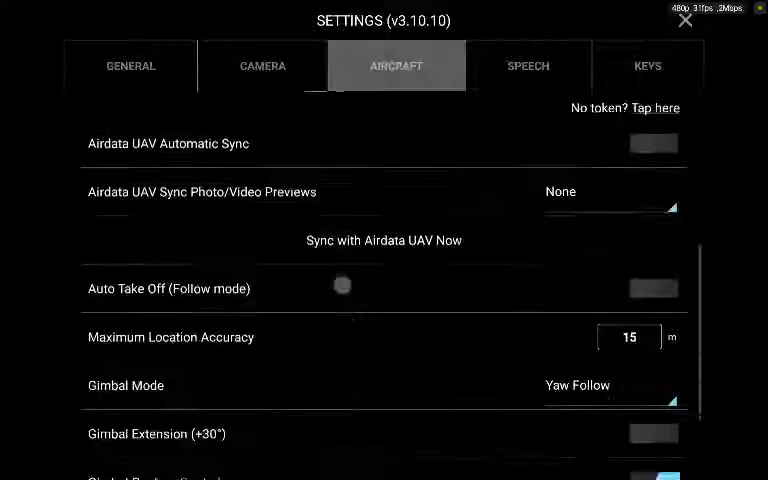 480p 31fps ,2Mbps
SETTINGS (v3.10.10)
GENERAL
CAMERA
AIRCRAFT
SPEECH
KEYS
No token? Tap here
Airdata UAV Automatic Sync
Airdata UAV Sync Photo/Video Previews
None
Sync with Airdata UAV Now
Auto Take Off (Follow mode)
Maximum Location Accuracy
15 m
Gimbal Mode
Yaw Follow
Gimbal Extension (+30°)